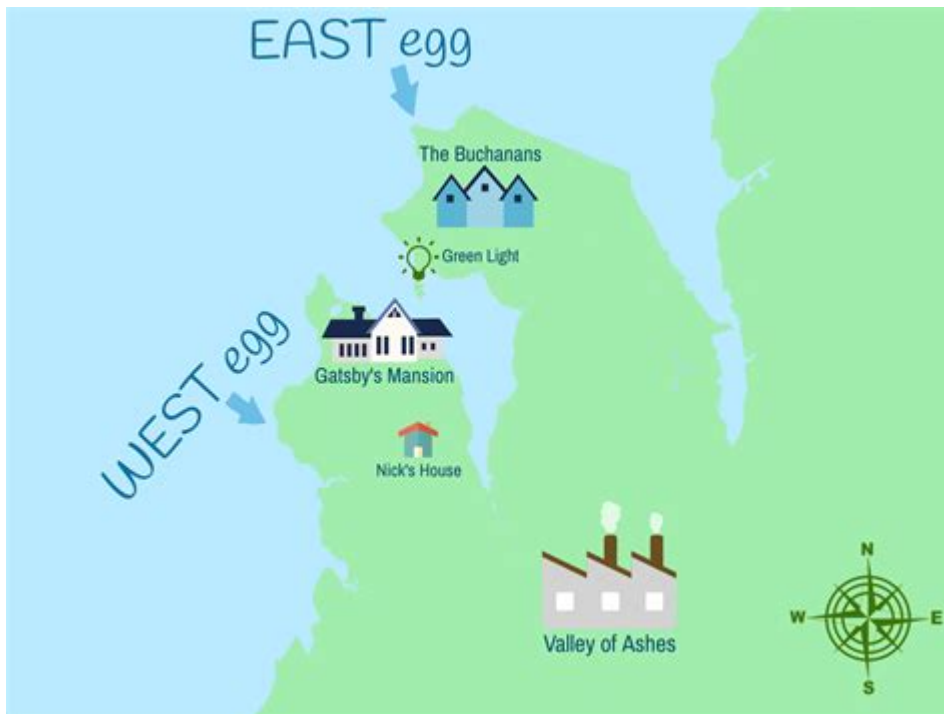 EAST egg
The Buchanans
Green Light
WEST egg
Gatsby's Mansion
Nick's House
Valley of Ashes
N
W
E
S